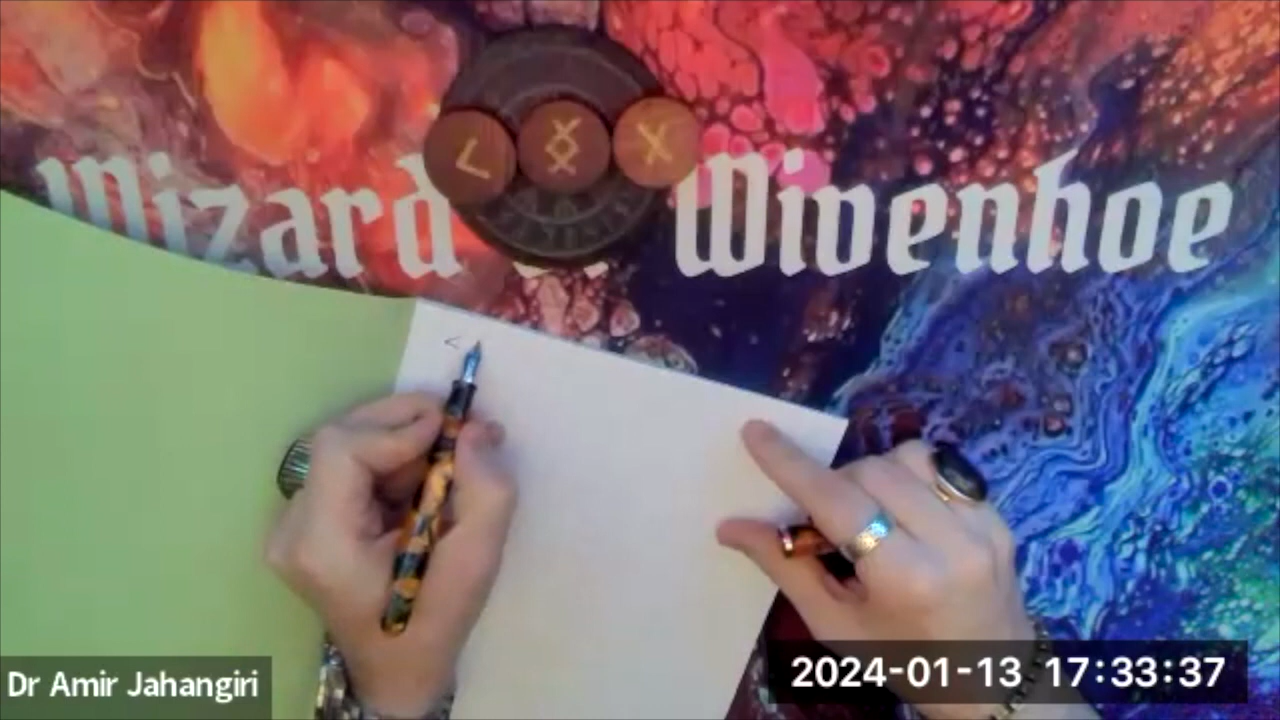 ᚲ ᛝ ᚷ
Wizard Wivenhoe
<
Dr Amir Jahangiri
2024-01-13 17:33:37